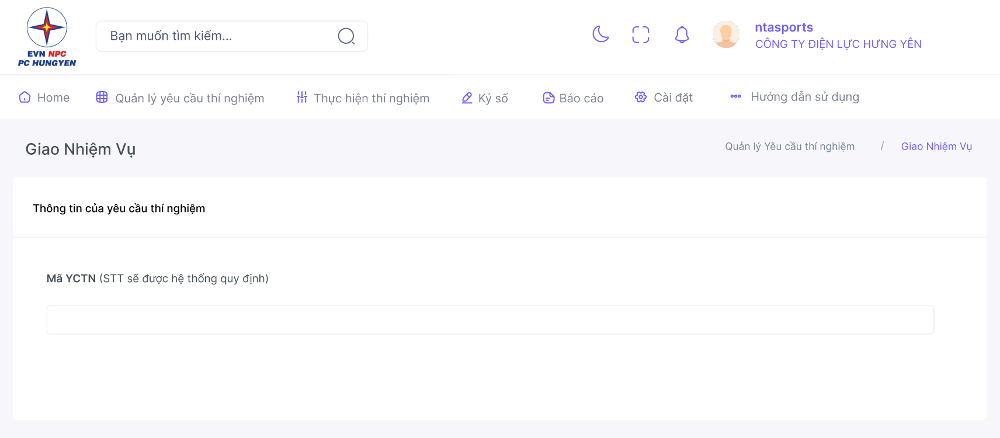 EVN NPC
PC HUNGYEN
Bạn muốn tìm kiếm...
ntasports
CÔNG TY ĐIỆN LỰC HƯNG YÊN
Home
Quản lý yêu cầu thí nghiệm
Thực hiện thí nghiệm
Ký số
Báo cáo
Cài đặt
Hướng dẫn sử dụng
Giao Nhiệm Vụ
Quản lý Yêu cầu thí nghiệm / Giao Nhiệm Vụ
Thông tin của yêu cầu thí nghiệm
Mã YCTN (STT sẽ được hệ thống quy định)